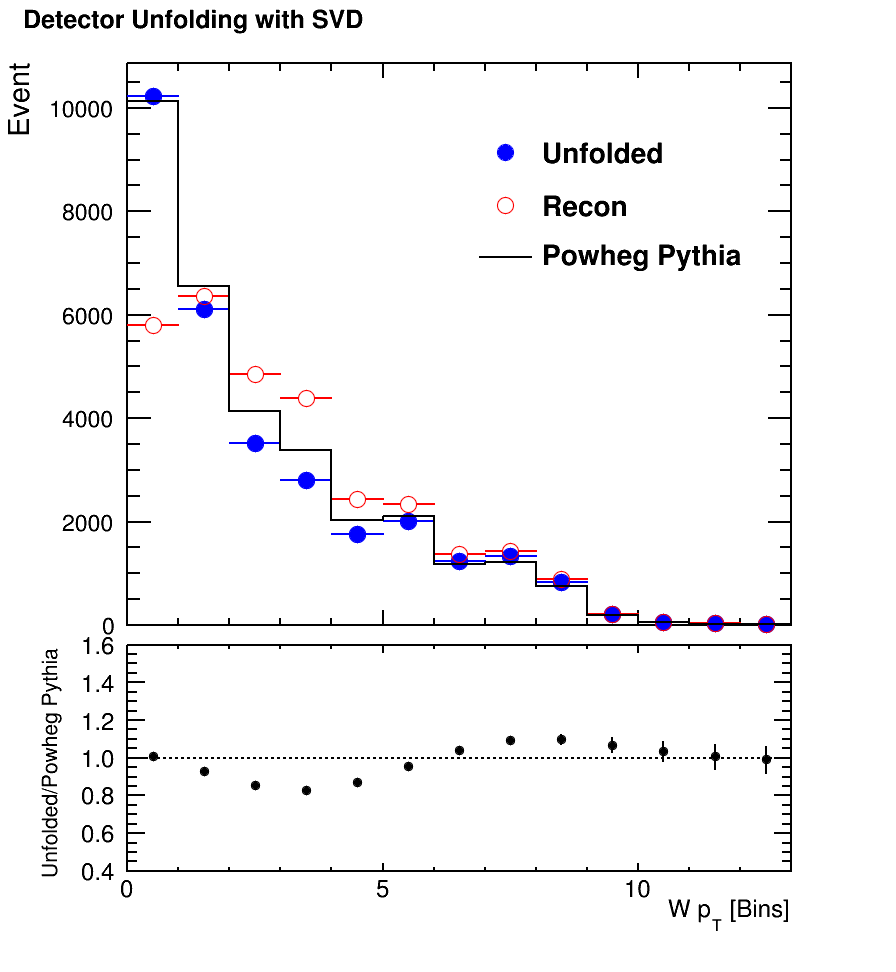 Detector Unfolding with SVD
Event
10000
8000
6000
4000
2000
0
Unfolded
Recon
Powheg Pythia
Unfolded/Powheg Pythia
1.6
1.4
1.2
1.0
0.8
0.6
0.4
0 5 10
W p_T [Bins]